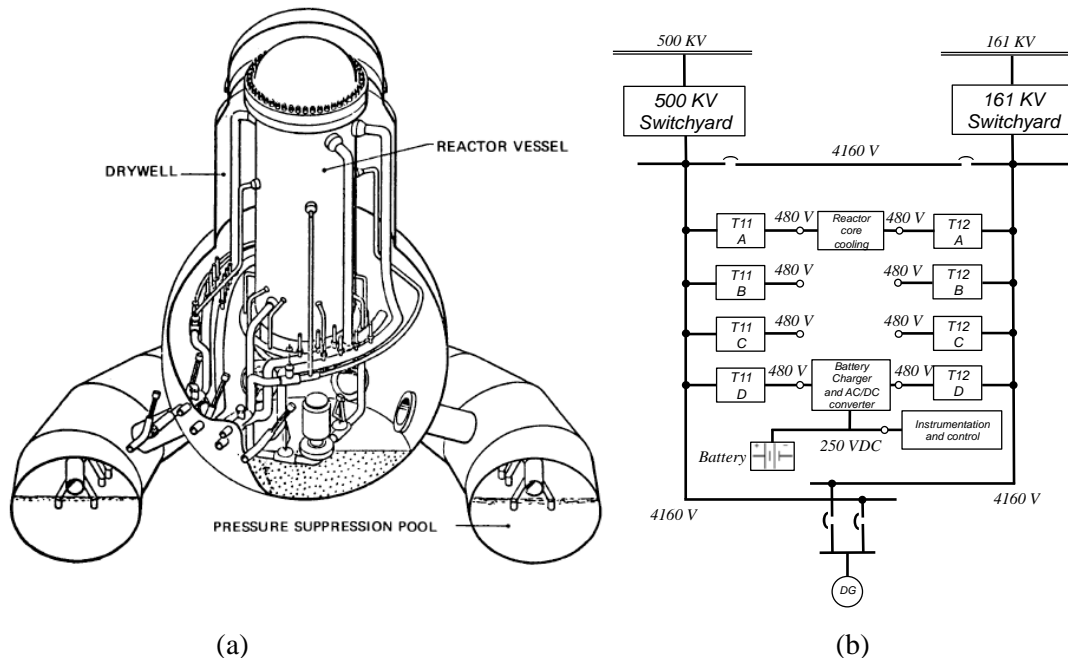 DRYWELL
REACTOR VESSEL
PRESSURE SUPPRESSION POOL
(a)
500 KV
161 KV
500 KV
Switchyard
161 KV
Switchyard
4160 V
T11
A
480 V
Reactor
core
cooling
480 V
T12
A
T11
B
480 V
480 V
T12
B
T11
C
480 V
480 V
T12
C
T11
D
480 V
Battery
Charger
and AC/DC
converter
480 V
T12
D
Instrumentation
and control
250 VDC
Battery
4160 V
4160 V
DG
(b)